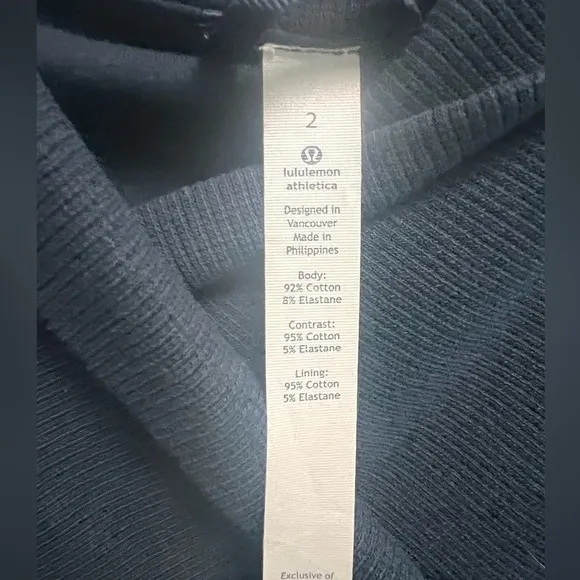 2
lululemon
athletica
Designed in
Vancouver
Made in
Philippines
Body:
92% Cotton
8% Elastane
Contrast:
95% Cotton
5% Elastane
Lining:
95% Cotton
5% Elastane
Exclusive of